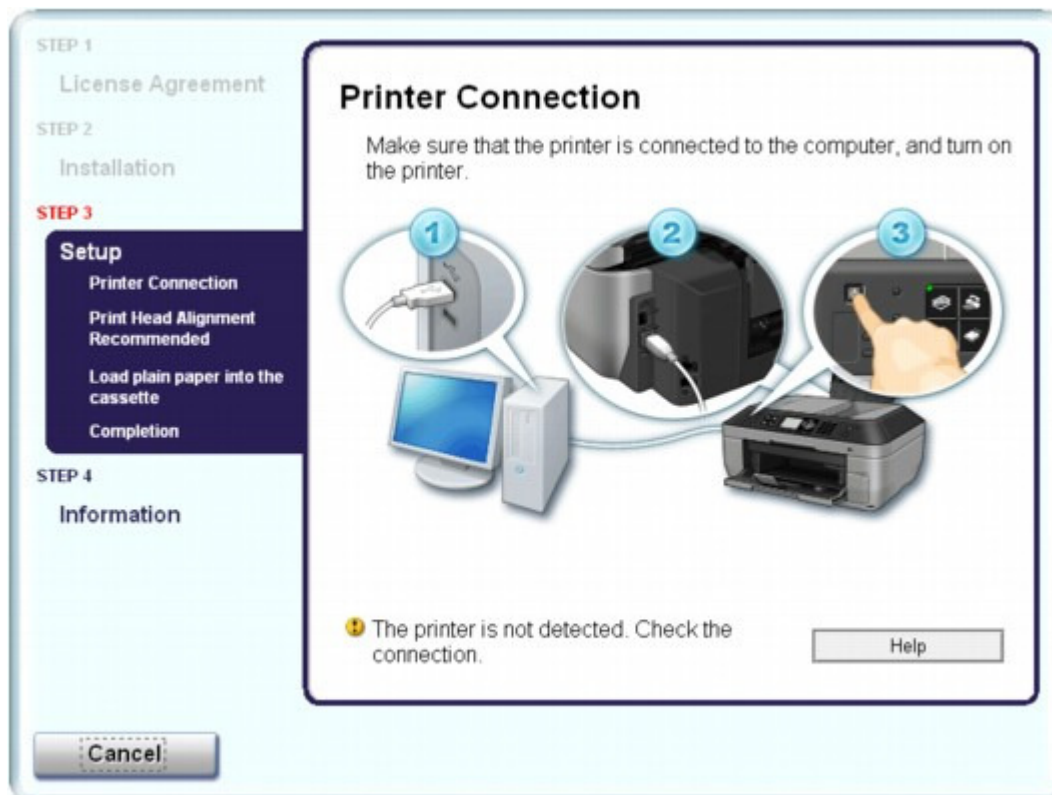 STEP 1
License Agreement
STEP 2
Installation
STEP 3
Setup
Printer Connection
Print Head Alignment
Recommended
Load plain paper into the
cassette
Completion
STEP 4
Information
Printer Connection
Make sure that the printer is connected to the computer, and turn on
the printer.
1
2
3
The printer is not detected. Check the
connection.
Help
Cancel